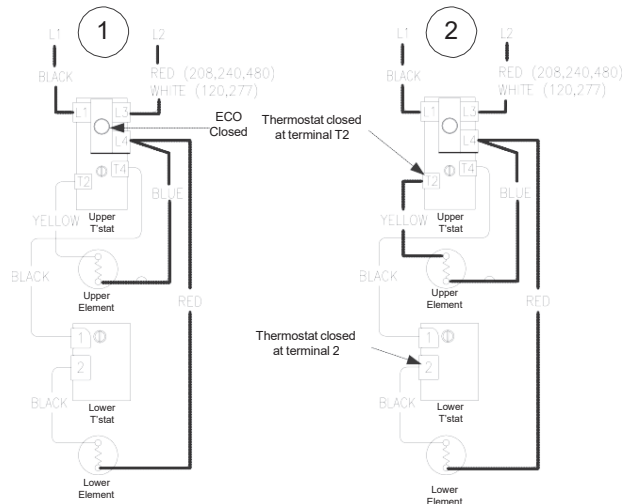 1
L1
L2
BLACK
RED (208,240,480)
WHITE (120,277)
L1
L3
ECO
Closed
L4
T4
T2
BLUE
YELLOW
Upper
T'stat
BLACK
Upper
Element
RED
1
2
BLACK
Lower
T'stat
Lower
Element
2
L1
L2
BLACK
RED (208,240,480)
WHITE (120,277)
L1
L3
Thermostat closed
at terminal T2
L4
T4
T2
BLUE
YELLOW
Upper
T'stat
BLACK
Upper
Element
RED
Thermostat closed
at terminal 2
1
2
BLACK
Lower
T'stat
Lower
Element